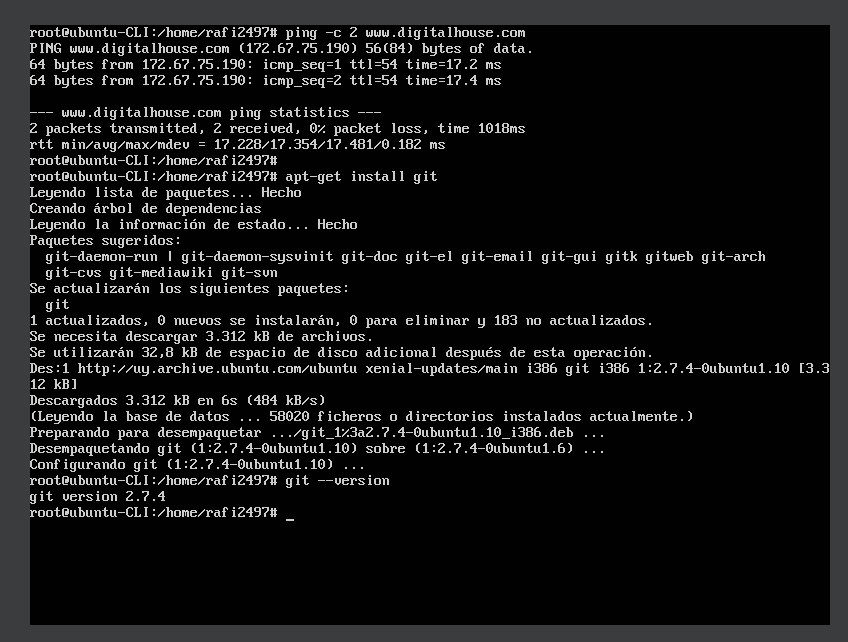 root@ubuntu-CLI:/home/rafi2497# ping -c 2 www.digitalhouse.com
PING www.digitalhouse.com (172.67.75.190) 56(84) bytes of data.
64 bytes from 172.67.75.190: icmp_seq=1 ttl=54 time=17.2 ms
64 bytes from 172.67.75.190: icmp_seq=2 ttl=54 time=17.4 ms

--- www.digitalhouse.com ping statistics ---
2 packets transmitted, 2 received, 0% packet loss, time 1018ms
rtt min/avg/max/mdev = 17.228/17.354/17.481/0.182 ms
root@ubuntu-CLI:/home/rafi2497#
root@ubuntu-CLI:/home/rafi2497# apt-get install git
Leyendo lista de paquetes... Hecho
Creando árbol de dependencias
Leyendo la información de estado... Hecho
Paquetes sugeridos:
  git-daemon-run | git-daemon-sysvinit git-doc git-el git-email git-gui gitk gitweb git-arch
  git-cvs git-mediawiki git-svn
Se actualizarán los siguientes paquetes:
  git
1 actualizados, 0 nuevos se instalarán, 0 para eliminar y 183 no actualizados.
Se necesita descargar 3.312 kB de archivos.
Se utilizarán 32,8 kB de espacio de disco adicional después de esta operación.
Des:1 http://uy.archive.ubuntu.com/ubuntu xenial-updates/main i386 git i386 1:2.7.4-0ubuntu1.10 [3.3
12 kB]
Descargados 3.312 kB en 6s (484 kB/s)
(Leyendo la base de datos ... 58020 ficheros o directorios instalados actualmente.)
Preparando para desempaquetar .../git_1%3a2.7.4-0ubuntu1.10_i386.deb ...
Desempaquetando git (1:2.7.4-0ubuntu1.10) sobre (1:2.7.4-0ubuntu1.6) ...
Configurando git (1:2.7.4-0ubuntu1.10) ...
root@ubuntu-CLI:/home/rafi2497# git --version
git version 2.7.4
root@ubuntu-CLI:/home/rafi2497# _